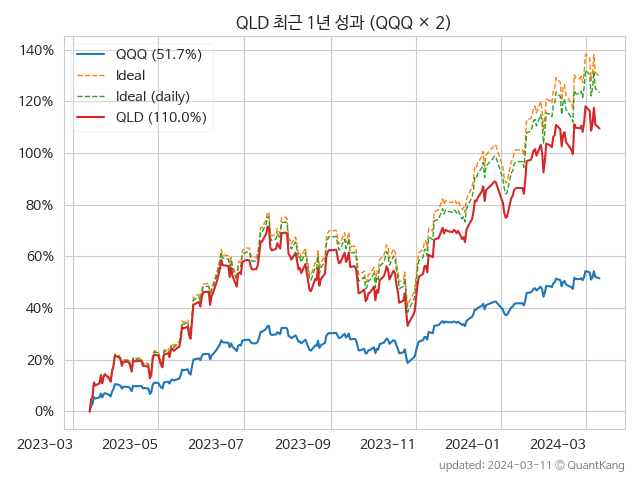 QLD 최근 1년 성과 (QQQ × 2)
QQQ (51.7%)
Ideal
Ideal (daily)
QLD (110.0%)
140%
120%
100%
80%
60%
40%
20%
0%
2023-03 2023-05 2023-07 2023-09 2023-11 2024-01 2024-03
updated: 2024-03-11 © QuantKang